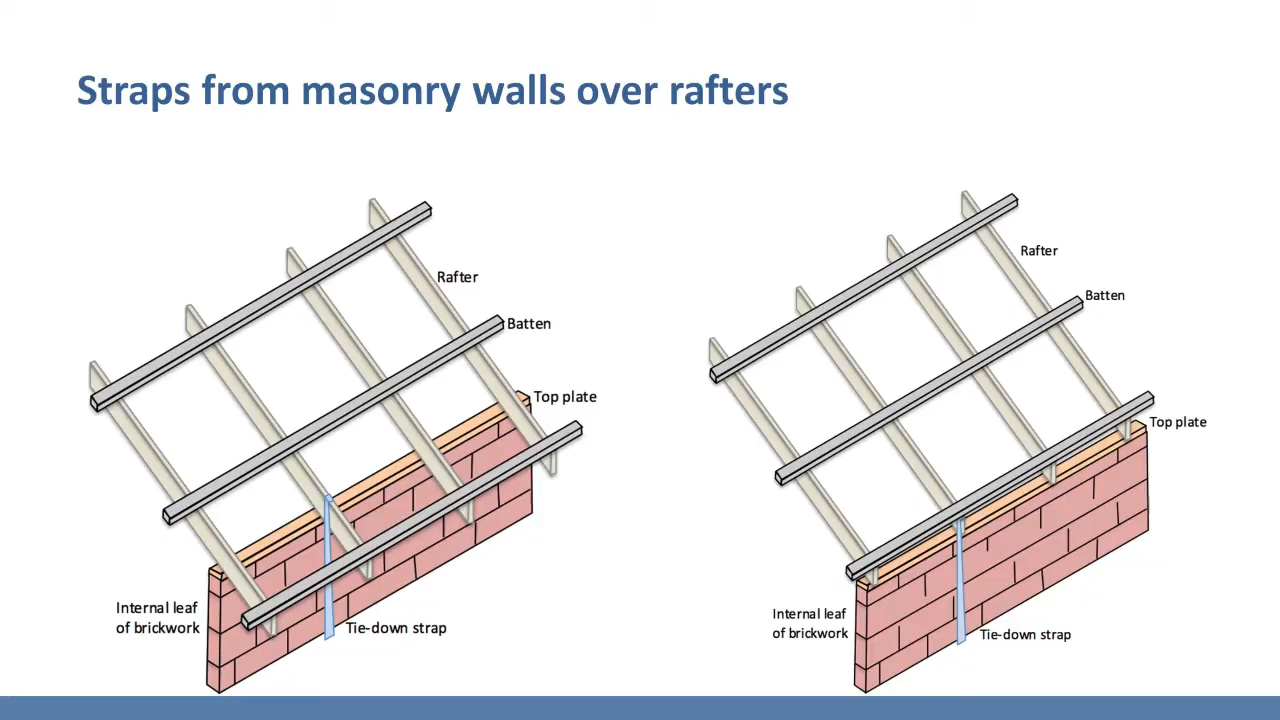 Straps from masonry walls over rafters
Rafter
Batten
Top plate
Internal leaf
of brickwork
Tie-down strap
Rafter
Batten
Top plate
Internal leaf
of brickwork
Tie-down strap